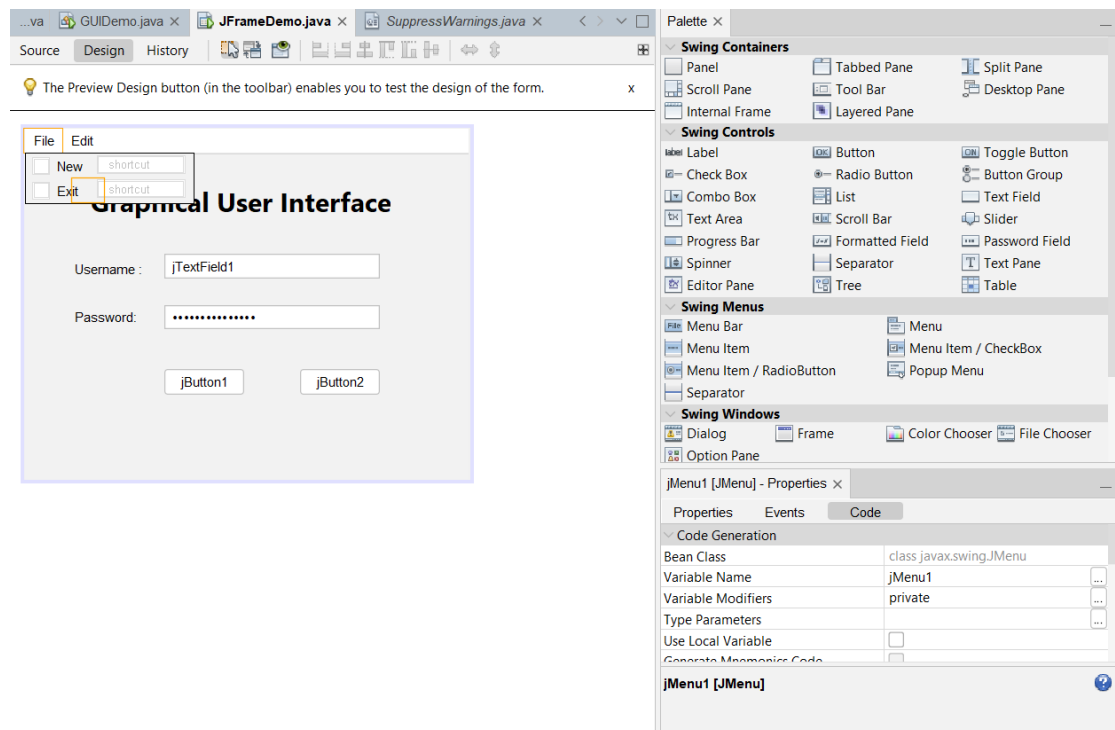 ...va GUIDemo.java × JFrameDemo.java × SuppressWarnings.java ×
Source Design History
The Preview Design button (in the toolbar) enables you to test the design of the form. x
File Edit
New shortcut
Exit shortcut
Graphical User Interface
Username : jTextField1
Password: •••••••••••••••
jButton1 jButton2
Palette ×
Swing Containers
Panel Tabbed Pane Split Pane
Scroll Pane Tool Bar Desktop Pane
Internal Frame Layered Pane
Swing Controls
label Label OK Button ON Toggle Button
Check Box Radio Button Button Group
Combo Box List Text Field
Text Area Scroll Bar Slider
Progress Bar Formatted Field Password Field
Spinner Separator T Text Pane
Editor Pane Tree Table
Swing Menus
File Menu Bar Menu
Menu Item Menu Item / CheckBox
Menu Item / RadioButton Popup Menu
Separator
Swing Windows
Dialog Frame Color Chooser File Chooser
Option Pane
jMenu1 [JMenu] - Properties ×
Properties Events Code
Code Generation
Bean Class class javax.swing.JMenu
Variable Name jMenu1 ...
Variable Modifiers private ...
Type Parameters ...
Use Local Variable
Generate Mnemonics Code
jMenu1 [JMenu] ?